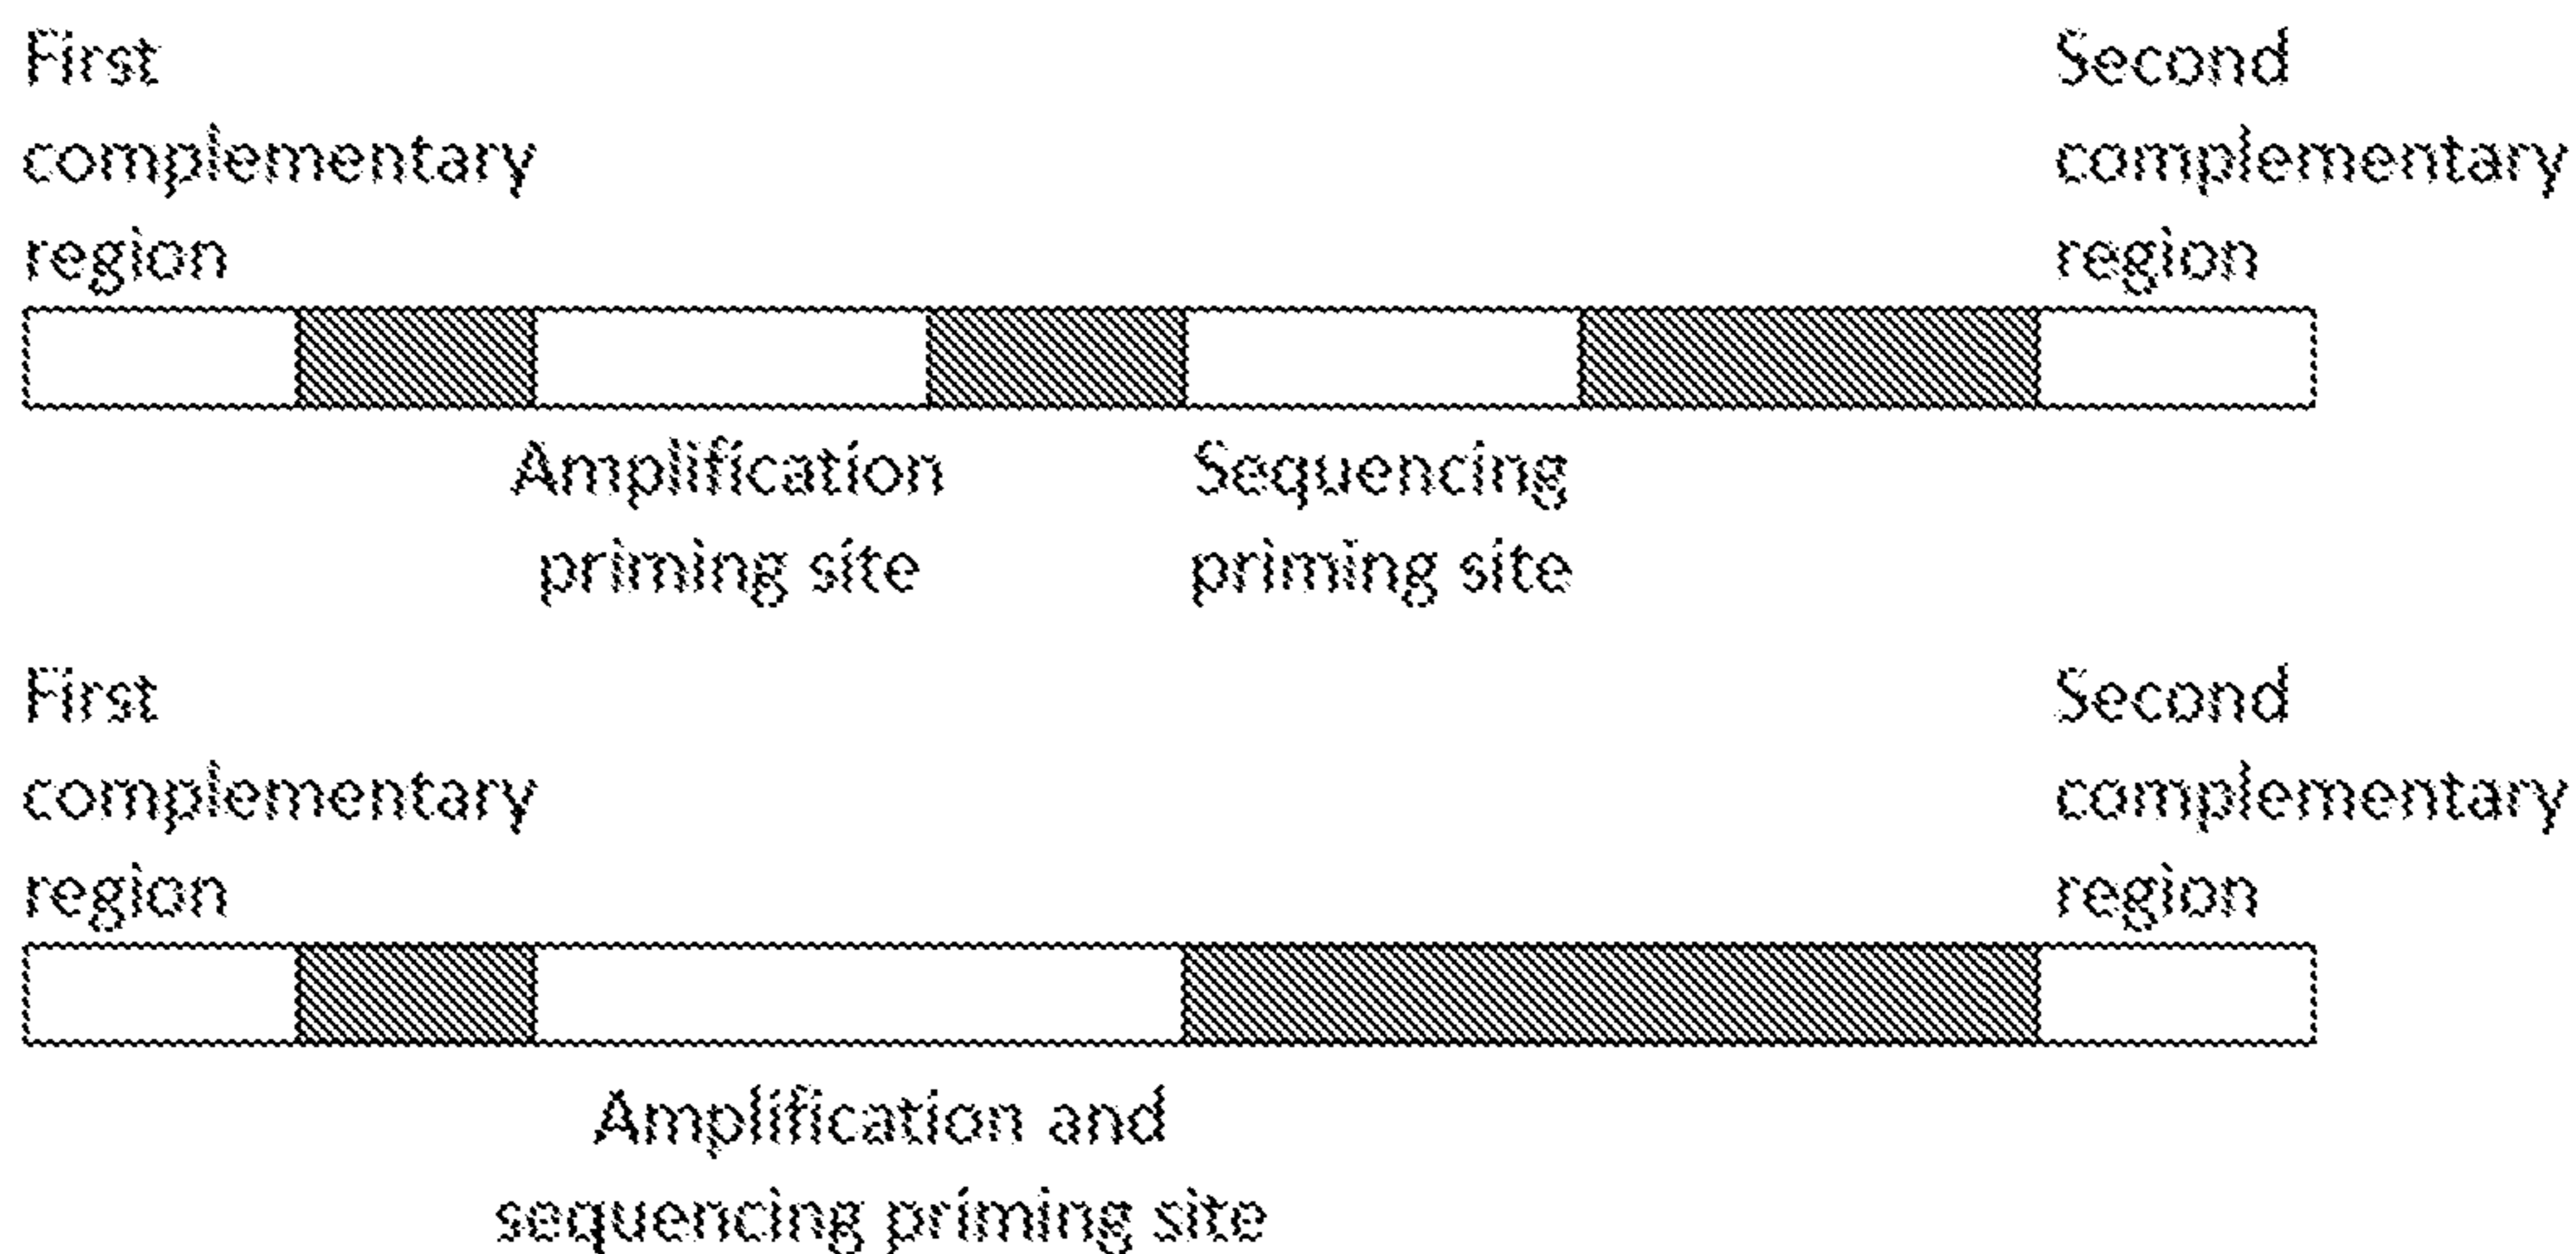 First
complementary
region
Second
complementary
region
Amplification
priming site
Sequencing
priming site
First
complementary
region
Second
complementary
region
Amplification and
sequencing priming site